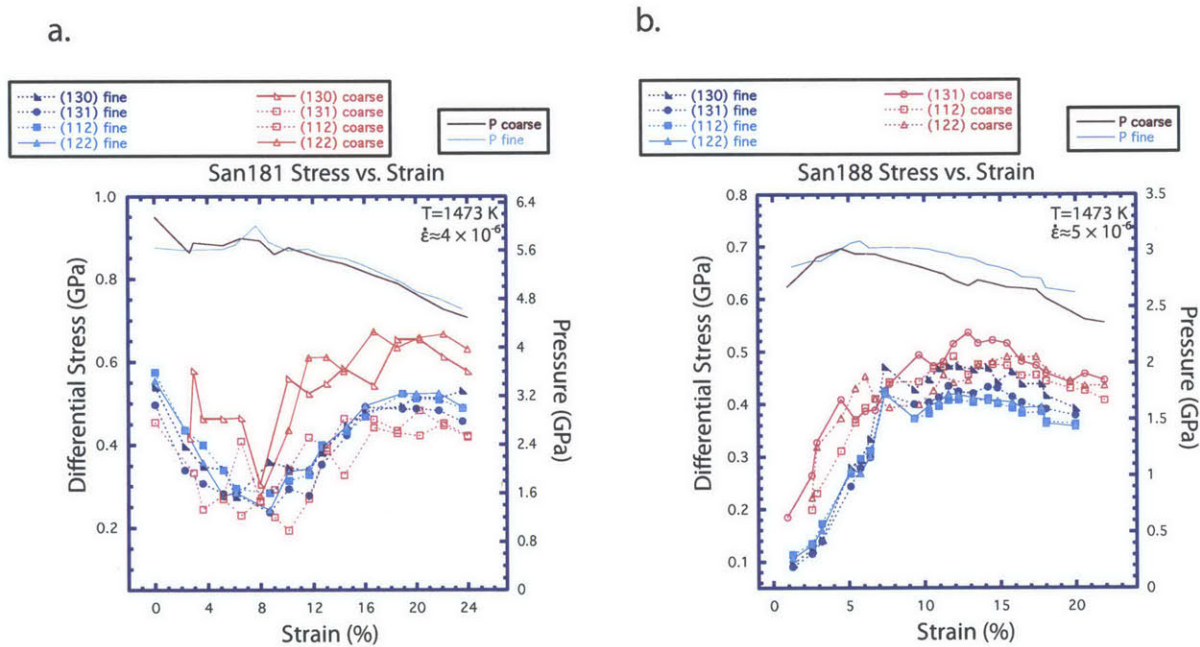 a.
(130) fine
(131) fine
(112) fine
(122) fine
(130) coarse
(131) coarse
(112) coarse
(122) coarse
P coarse
P fine
San181 Stress vs. Strain
T=1473 K
ε̇≈4 × 10⁻⁶
Differential Stress (GPa)
1.0
0.8
0.6
0.4
0.2
6.4
5.6
4.8
4
3.2
2.4
1.6
0.8
0
Pressure (GPa)
0 4 8 12 16 20 24
Strain (%)
b.
(130) fine
(131) fine
(112) fine
(122) fine
(131) coarse
(112) coarse
(122) coarse
P coarse
P fine
San188 Stress vs. Strain
T=1473 K
ε̇≈5 × 10⁻⁶
Differential Stress (GPa)
0.8
0.7
0.6
0.5
0.4
0.3
0.2
0.1
3.5
3
2.5
2
1.5
1
0.5
0
Pressure (GPa)
0 5 10 15 20
Strain (%)